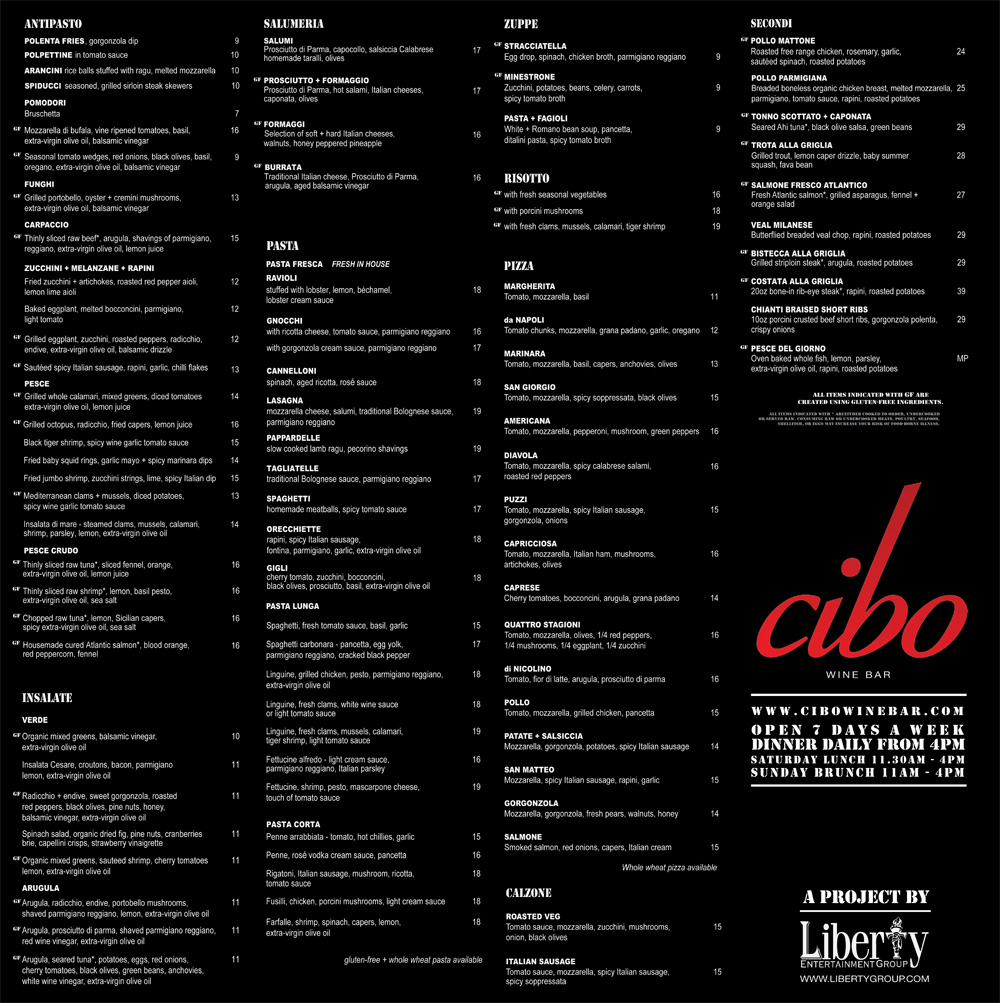 ANTIPASTO
POLENTA FRIES, gorgonzola dip 9
POLPETTINE in tomato sauce 10
ARANCINI rice balls stuffed with ragu, melted mozzarella 10
SPIDUCCI seasoned, grilled sirloin steak skewers 10
POMODORI
Bruschetta 7
GF Mozzarella di bufala, vine ripened tomatoes, basil, 16
extra-virgin olive oil, balsamic vinegar
GF Seasonal tomato wedges, red onions, black olives, basil, 9
oregano, extra-virgin olive oil, balsamic vinegar
FUNGHI
GF Grilled portobello, oyster + cremini mushrooms, 13
extra-virgin olive oil, balsamic vinegar
CARPACCIO
GF Thinly sliced raw beef*, arugula, shavings of parmigiano, 15
reggiano, extra-virgin olive oil, lemon juice
ZUCCHINI + MELANZANE + RAPINI
Fried zucchini + artichokes, roasted red pepper aioli, 12
lemon lime aioli
Baked eggplant, melted bocconcini, parmigiano, 12
light tomato
GF Grilled eggplant, zucchini, roasted peppers, radicchio, 12
endive, extra-virgin olive oil, balsamic drizzle
GF Sautéed spicy Italian sausage, rapini, garlic, chilli flakes 13
PESCE
GF Grilled whole calamari, mixed greens, diced tomatoes 14
extra-virgin olive oil, lemon juice
GF Grilled octopus, radicchio, fried capers, lemon juice 16
Black tiger shrimp, spicy wine garlic tomato sauce 15
Fried baby squid rings, garlic mayo + spicy marinara dips 14
Fried jumbo shrimp, zucchini strings, lime, spicy Italian dip 15
GF Mediterranean clams + mussels, diced potatoes, 13
spicy wine garlic tomato sauce
Insalata di mare - steamed clams, mussels, calamari, 14
shrimp, parsley, lemon, extra-virgin olive oil
PESCE CRUDO
GF Thinly sliced raw tuna*, sliced fennel, orange, 16
extra-virgin olive oil, lemon juice
GF Thinly sliced raw shrimp*, lemon, basil pesto, 16
extra-virgin olive oil, sea salt
GF Chopped raw tuna*, lemon, Sicilian capers, 16
spicy extra-virgin olive oil, sea salt
GF Housemade cured Atlantic salmon*, blood orange, 16
red peppercorn, fennel
INSALATE
VERDE
GF Organic mixed greens, balsamic vinegar, 10
extra-virgin olive oil
Insalata Cesare, croutons, bacon, parmigiano 11
lemon, extra-virgin olive oil
GF Radicchio + endive, sweet gorgonzola, roasted 11
red peppers, black olives, pine nuts, honey,
balsamic vinegar, extra-virgin olive oil
Spinach salad, organic dried fig, pine nuts, cranberries 11
brie, capellini crisps, strawberry vinaigrette
GF Organic mixed greens, sauteed shrimp, cherry tomatoes 11
lemon, extra-virgin olive oil
ARUGULA
GF Arugula, radicchio, endive, portobello mushrooms, 11
shaved parmigiano reggiano, lemon, extra-virgin olive oil
GF Arugula, prosciutto di parma, shaved parmigiano reggiano, 11
red wine vinegar, extra-virgin olive oil
GF Arugula, seared tuna*, potatoes, eggs, red onions, 11
cherry tomatoes, black olives, green beans, anchovies,
white wine vinegar, extra-virgin olive oil
SALUMERIA
SALUMI
Prosciutto di Parma, capocollo, salsiccia Calabrese 17
homemade taralli, olives
GF PROSCIUTTO + FORMAGGIO
Prosciutto di Parma, hot salami, Italian cheeses, 17
caponata, olives
GF FORMAGGI
Selection of soft + hard Italian cheeses, 16
walnuts, honey peppered pineapple
GF BURRATA
Traditional Italian cheese, Prosciutto di Parma, 16
arugula, aged balsamic vinegar
PASTA
PASTA FRESCA FRESH IN HOUSE
RAVIOLI
stuffed with lobster, lemon, béchamel, 18
lobster cream sauce
GNOCCHI
with ricotta cheese, tomato sauce, parmigiano reggiano 16
with gorgonzola cream sauce, parmigiano reggiano 17
CANNELLONI
spinach, aged ricotta, rosé sauce 18
LASAGNA
mozzarella cheese, salumi, traditional Bolognese sauce, 19
parmigiano reggiano
PAPPARDELLE
slow cooked lamb ragu, pecorino shavings 19
TAGLIATELLE
traditional Bolognese sauce, parmigiano reggiano 17
SPAGHETTI
homemade meatballs, spicy tomato sauce 17
ORECCHIETTE
rapini, spicy Italian sausage, 18
fontina, parmigiano, garlic, extra-virgin olive oil
GIGLI
cherry tomato, zucchini, bocconcini, 18
black olives, prosciutto, basil, extra-virgin olive oil
PASTA LUNGA
Spaghetti, fresh tomato sauce, basil, garlic 15
Spaghetti carbonara - pancetta, egg yolk, 17
parmigiano reggiano, cracked black pepper
Linguine, grilled chicken, pesto, parmigiano reggiano, 18
extra-virgin olive oil
Linguine, fresh clams, white wine sauce 18
or light tomato sauce
Linguine, fresh clams, mussels, calamari, 19
tiger shrimp, light tomato sauce
Fettucine alfredo - light cream sauce, 16
parmigiano reggiano, Italian parsley
Fettucine, shrimp, pesto, mascarpone cheese, 19
touch of tomato sauce
PASTA CORTA
Penne arrabbiata - tomato, hot chillies, garlic 15
Penne, rosé vodka cream sauce, pancetta 16
Rigatoni, Italian sausage, mushroom, ricotta, 18
tomato sauce
Fusilli, chicken, porcini mushrooms, light cream sauce 18
Farfalle, shrimp, spinach, capers, lemon, 18
extra-virgin olive oil
gluten-free + whole wheat pasta available
ZUPPE
GF STRACCIATELLA
Egg drop, spinach, chicken broth, parmigiano reggiano 9
GF MINESTRONE
Zucchini, potatoes, beans, celery, carrots, 9
spicy tomato broth
PASTA + FAGIOLI
White + Romano bean soup, pancetta, 9
ditalini pasta, spicy tomato broth
RISOTTO
GF with fresh seasonal vegetables 16
GF with porcini mushrooms 18
GF with fresh clams, mussels, calamari, tiger shrimp 19
PIZZA
MARGHERITA
Tomato, mozzarella, basil 11
da NAPOLI
Tomato chunks, mozzarella, grana padano, garlic, oregano 12
MARINARA
Tomato, mozzarella, basil, capers, anchovies, olives 13
SAN GIORGIO
Tomato, mozzarella, spicy soppressata, black olives 15
AMERICANA
Tomato, mozzarella, pepperoni, mushroom, green peppers 16
DIAVOLA
Tomato, mozzarella, spicy calabrese salami, 16
roasted red peppers
PUZZI
Tomato, mozzarella, spicy Italian sausage, 15
gorgonzola, onions
CAPRICCIOSA
Tomato, mozzarella, Italian ham, mushrooms, 16
artichokes, olives
CAPRESE
Cherry tomatoes, bocconcini, arugula, grana padano 14
QUATTRO STAGIONI
Tomato, mozzarella, olives, 1/4 red peppers, 16
1/4 mushrooms, 1/4 eggplant, 1/4 zucchini
di NICOLINO
Tomato, fior di latte, arugula, prosciutto di parma 16
POLLO
Tomato, mozzarella, grilled chicken, pancetta 15
PATATE + SALSICCIA
Mozzarella, gorgonzola, potatoes, spicy Italian sausage 14
SAN MATTEO
Mozzarella, spicy Italian sausage, rapini, garlic 15
GORGONZOLA
Mozzarella, gorgonzola, fresh pears, walnuts, honey 14
SALMONE
Smoked salmon, red onions, capers, Italian cream 15
Whole wheat pizza available
CALZONE
ROASTED VEG
Tomato sauce, mozzarella, zucchini, mushrooms, 15
onion, black olives
ITALIAN SAUSAGE
Tomato sauce, mozzarella, spicy Italian sausage, 15
spicy soppressata
SECONDI
GF POLLO MATTONE
Roasted free range chicken, rosemary, garlic, 24
sautéed spinach, roasted potatoes
POLLO PARMIGIANA
Breaded boneless organic chicken breast, melted mozzarella, 25
parmigiano, tomato sauce, rapini, roasted potatoes
GF TONNO SCOTTATO + CAPONATA
Seared Ahi tuna*, black olive salsa, green beans 29
GF TROTA ALLA GRIGLIA
Grilled trout, lemon caper drizzle, baby summer 28
squash, fava bean
GF SALMONE FRESCO ATLANTICO
Fresh Atlantic salmon*, grilled asparagus, fennel + 27
orange salad
VEAL MILANESE
Butterflied breaded veal chop, rapini, roasted potatoes 29
GF BISTECCA ALLA GRIGLIA
Grilled striploin steak*, arugula, roasted potatoes 29
GF COSTATA ALLA GRIGLIA
20oz bone-in rib-eye steak*, rapini, roasted potatoes 39
CHIANTI BRAISED SHORT RIBS
10oz porcini crusted beef short ribs, gorgonzola polenta, 29
crispy onions
GF PESCE DEL GIORNO
Oven baked whole fish, lemon, parsley, MP
extra-virgin olive oil, rapini, roasted potatoes
ALL ITEMS INDICATED WITH GF ARE
CREATED USING GLUTEN-FREE INGREDIENTS.
ALL ITEMS INDICATED WITH * ARE EITHER COOKED TO ORDER, UNDERCOOKED
OR SERVED RAW. CONSUMING RAW OR UNDERCOOKED MEATS, POULTRY, SEAFOOD,
SHELLFISH, OR EGGS MAY INCREASE YOUR RISK OF FOOD BORNE ILLNESS.
cibo
WINE BAR
WWW.CIBOWINEBAR.COM
OPEN 7 DAYS A WEEK
DINNER DAILY FROM 4PM
SATURDAY LUNCH 11.30AM - 4PM
SUNDAY BRUNCH 11AM - 4PM
A PROJECT BY
Liberty
ENTERTAINMENT GROUP
WWW.LIBERTYGROUP.COM